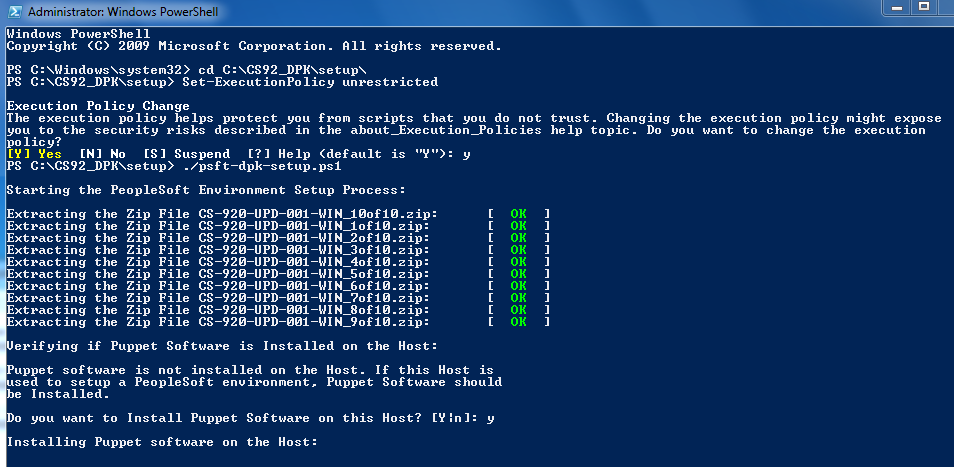 Administrator: Windows PowerShell
Windows PowerShell
Copyright (C) 2009 Microsoft Corporation. All rights reserved.
PS C:\Windows\system32> cd C:\CS92_DPK\setup\
PS C:\CS92_DPK\setup> Set-ExecutionPolicy unrestricted
Execution Policy Change
The execution policy helps protect you from scripts that you do not trust. Changing the execution policy might expose
you to the security risks described in the about_Execution_Policies help topic. Do you want to change the execution
policy?
[Y] Yes  [N] No  [S] Suspend  [?] Help (default is "Y"): y
PS C:\CS92_DPK\setup> ./psft-dpk-setup.ps1
Starting the PeopleSoft Environment Setup Process:
Extracting the Zip File CS-920-UPD-001-WIN_10of10.zip:       [  OK  ]
Extracting the Zip File CS-920-UPD-001-WIN_1of10.zip:        [  OK  ]
Extracting the Zip File CS-920-UPD-001-WIN_2of10.zip:        [  OK  ]
Extracting the Zip File CS-920-UPD-001-WIN_3of10.zip:        [  OK  ]
Extracting the Zip File CS-920-UPD-001-WIN_4of10.zip:        [  OK  ]
Extracting the Zip File CS-920-UPD-001-WIN_5of10.zip:        [  OK  ]
Extracting the Zip File CS-920-UPD-001-WIN_6of10.zip:        [  OK  ]
Extracting the Zip File CS-920-UPD-001-WIN_7of10.zip:        [  OK  ]
Extracting the Zip File CS-920-UPD-001-WIN_8of10.zip:        [  OK  ]
Extracting the Zip File CS-920-UPD-001-WIN_9of10.zip:        [  OK  ]
Verifying if Puppet Software is Installed on the Host:
Puppet software is not installed on the Host. If this Host is
used to setup a PeopleSoft environment, Puppet Software should
be Installed.
Do you want to Install Puppet Software on this Host? [Y|n]: y
Installing Puppet software on the Host: